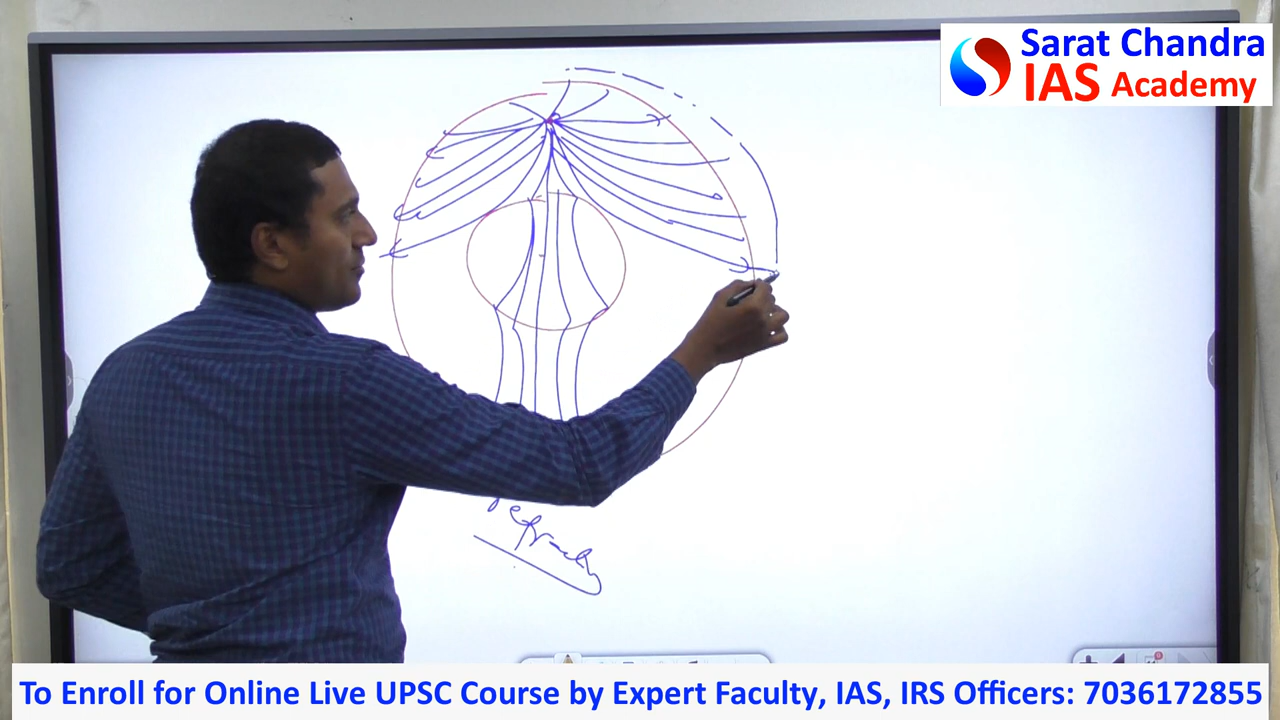 Sarat Chandra
IAS Academy
To Enroll for Online Live UPSC Course by Expert Faculty, IAS, IRS Officers: 7036172855